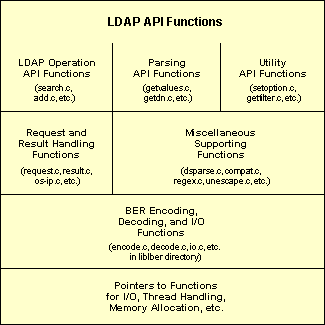 LDAP API Functions
LDAP Operation
API Functions
(search.c,
add.c, etc.)
Parsing
API Functions
(getvalues.c,
getdn.c, etc.)
Utility
API Functions
(setoption.c,
getfilter.c, etc.)
Request and
Result Handling
Functions
(request.c, result.c,
os-ip.c, etc.)
Miscellaneous
Supporting
Functions
(dsparse.c, compat.c,
regex.c, unescape.c, etc.)
BER Encoding,
Decoding, and I/O
Functions
(encode.c, decode.c, io.c, etc.
in liblber directory)
Pointers to Functions
for I/O, Thread Handling,
Memory Allocation, etc.